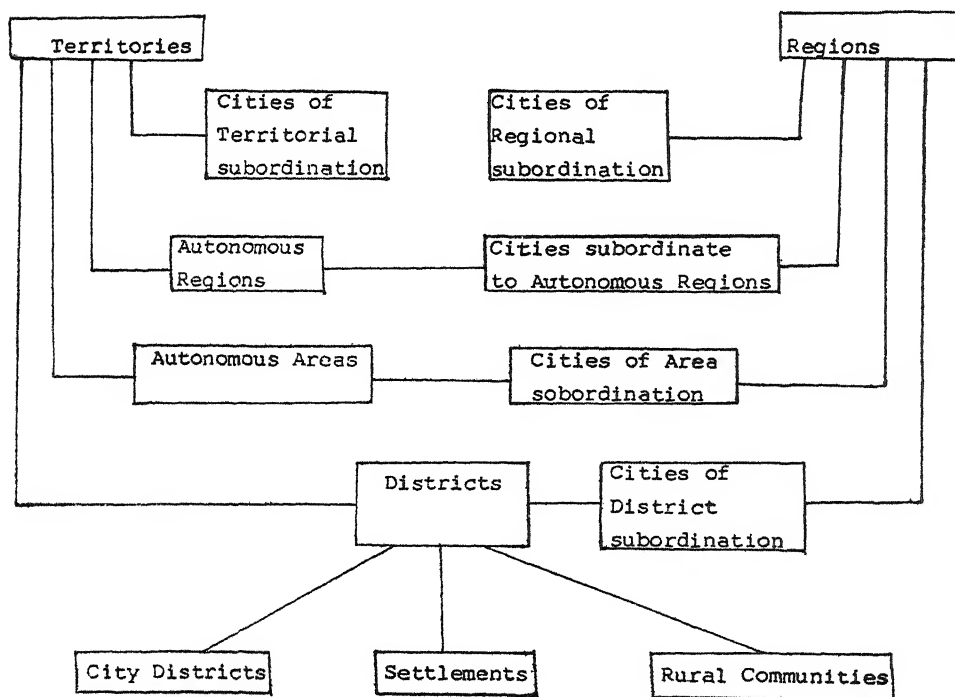 Territories
Regions
Cities of
Territorial
subordination
Cities of
Regional
subordination
Autonomous
Regions
Cities subordinate
to Autonomous Regions
Autonomous Areas
Cities of Area
sobordination
Districts
Cities of
District
subordination
City Districts
Settlements
Rural Communities